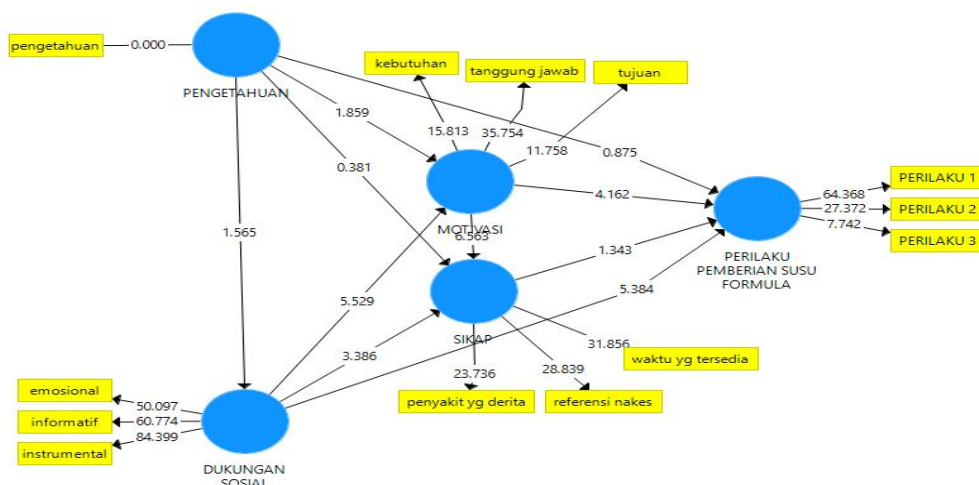 pengetahuan
0.000
PENGETAHUAN
kebutuhan
tanggung jawab
tujuan
1.859
15.813
35.754
11.758
0.875
0.381
4.162
MOTIVASI
6.563
PERILAKU 1
PERILAKU 2
PERILAKU 3
64.368
27.372
7.742
PERILAKU
PEMBERIAN SUSU
FORMULA
1.565
1.343
5.384
5.529
3.386
SIKAP
31.856
waktu yg tersedia
23.736
28.839
penyakit yg derita
referensi nakes
emosional
50.097
informatif
60.774
instrumental
84.399
DUKUNGAN
SOSIAL